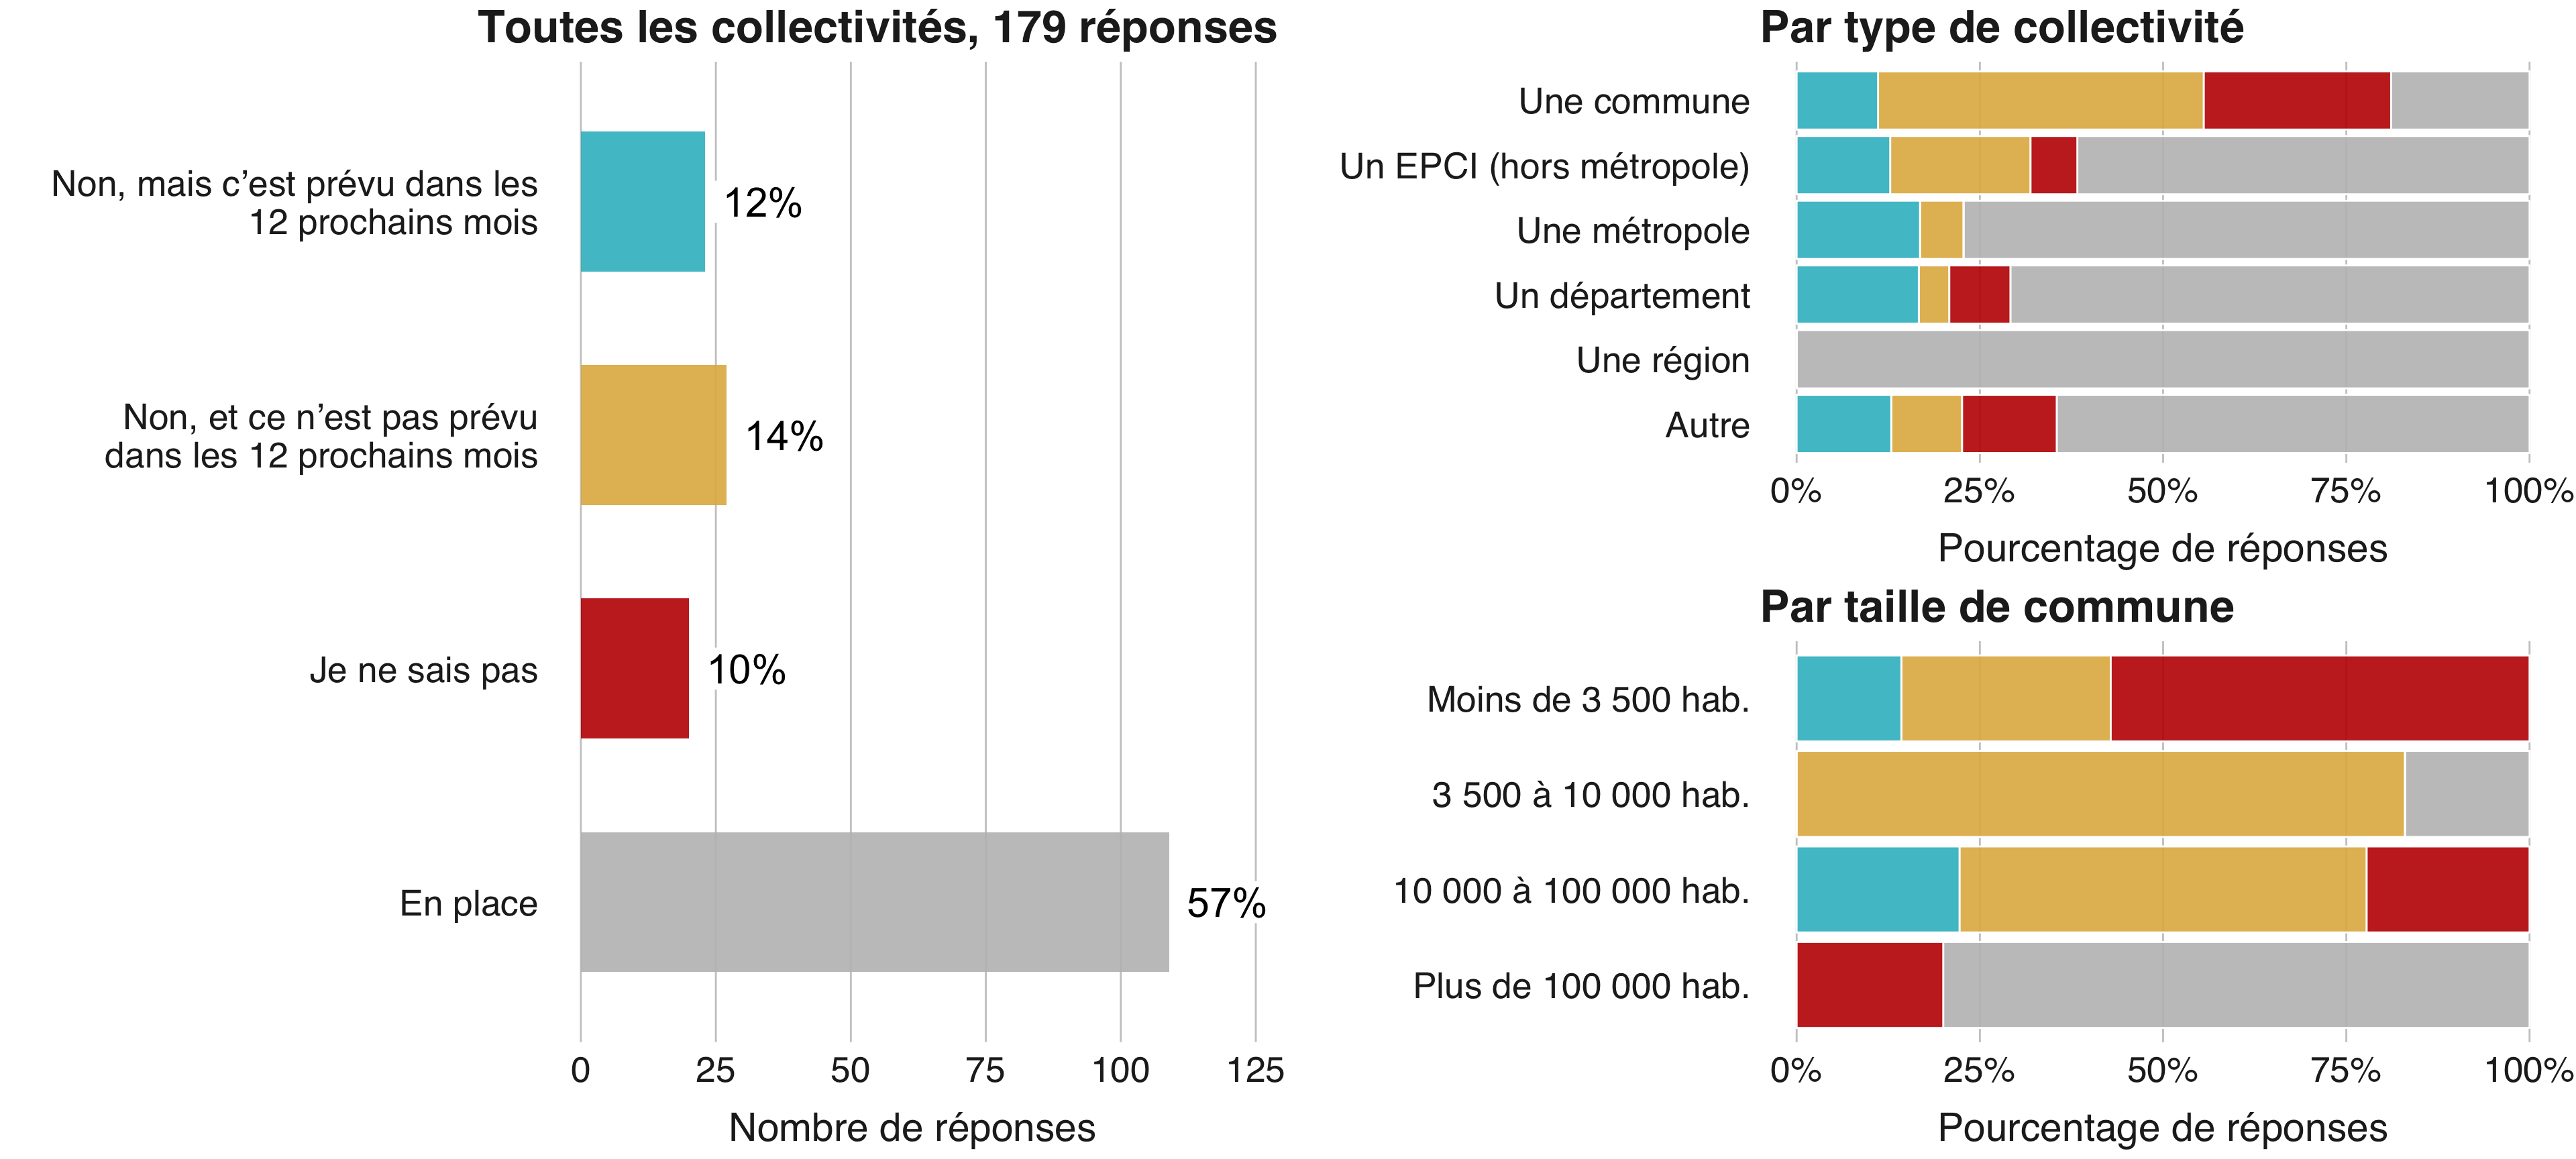 Toutes les collectivités, 179 réponses
Non, mais c’est prévu dans les
12 prochains mois
12%
Non, et ce n’est pas prévu
dans les 12 prochains mois
14%
Je ne sais pas
10%
En place
57%
0 25 50 75 100 125
Nombre de réponses
Par type de collectivité
Une commune
Un EPCI (hors métropole)
Une métropole
Un département
Une région
Autre
0% 25% 50% 75% 100%
Pourcentage de réponses
Par taille de commune
Moins de 3 500 hab.
3 500 à 10 000 hab.
10 000 à 100 000 hab.
Plus de 100 000 hab.
0% 25% 50% 75% 100%
Pourcentage de réponses